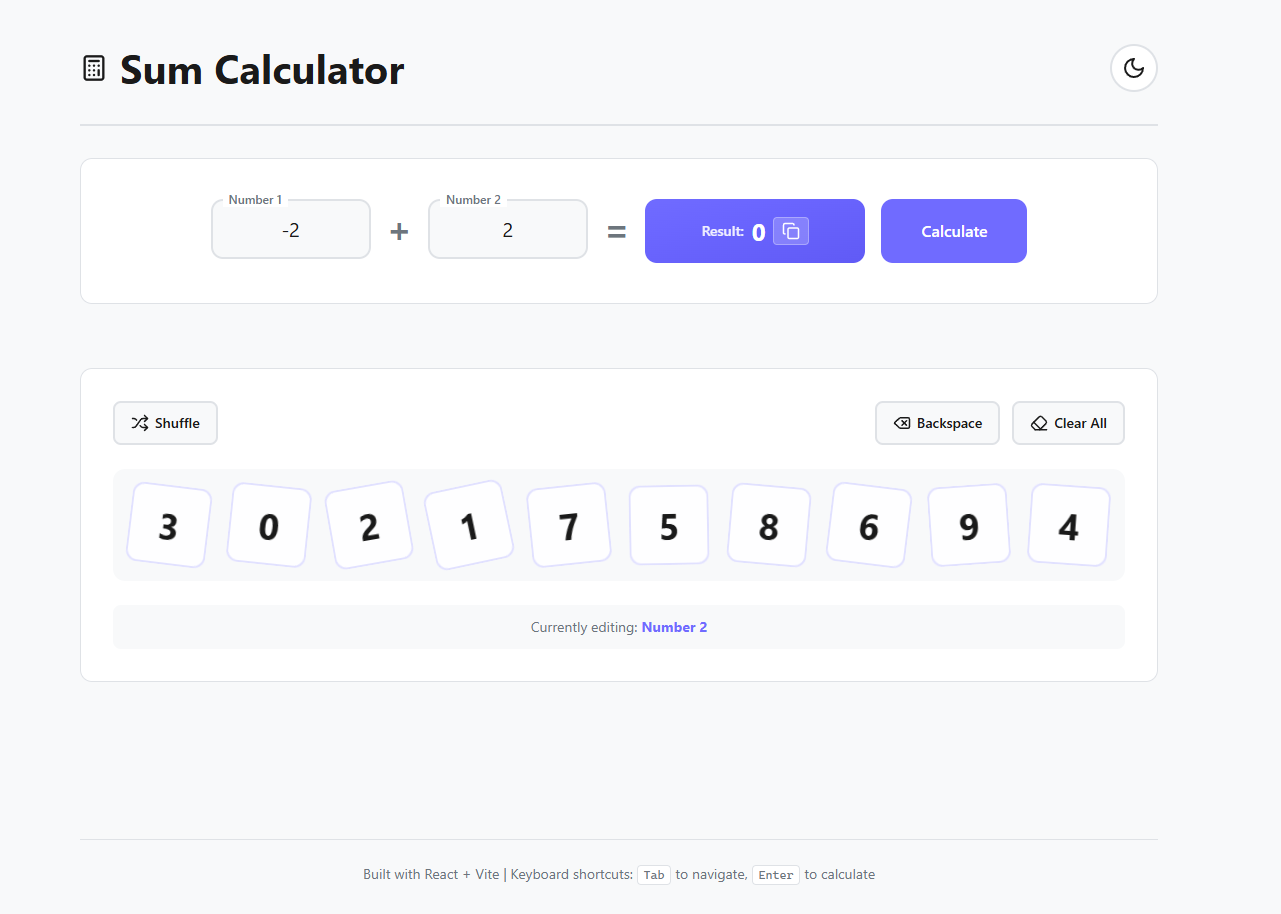 Sum Calculator
Number 1
Number 2
-2 + 2 = Result: 0 Calculate
Shuffle Backspace Clear All
3 0 2 1 7 5 8 6 9 4
Currently editing: Number 2
Built with React + Vite | Keyboard shortcuts: Tab to navigate, Enter to calculate